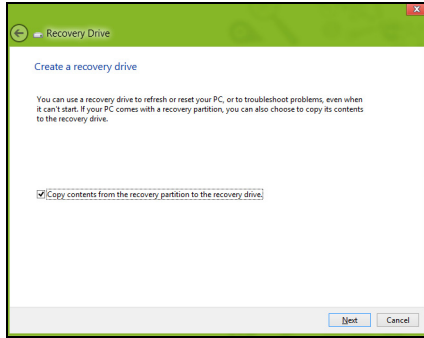 Recovery Drive
Create a recovery drive
You can use a recovery drive to refresh or reset your PC, or to troubleshoot problems, even when
it can't start. If your PC comes with a recovery partition, you can also choose to copy its contents
to the recovery drive.
Copy contents from the recovery partition to the recovery drive.
Next Cancel